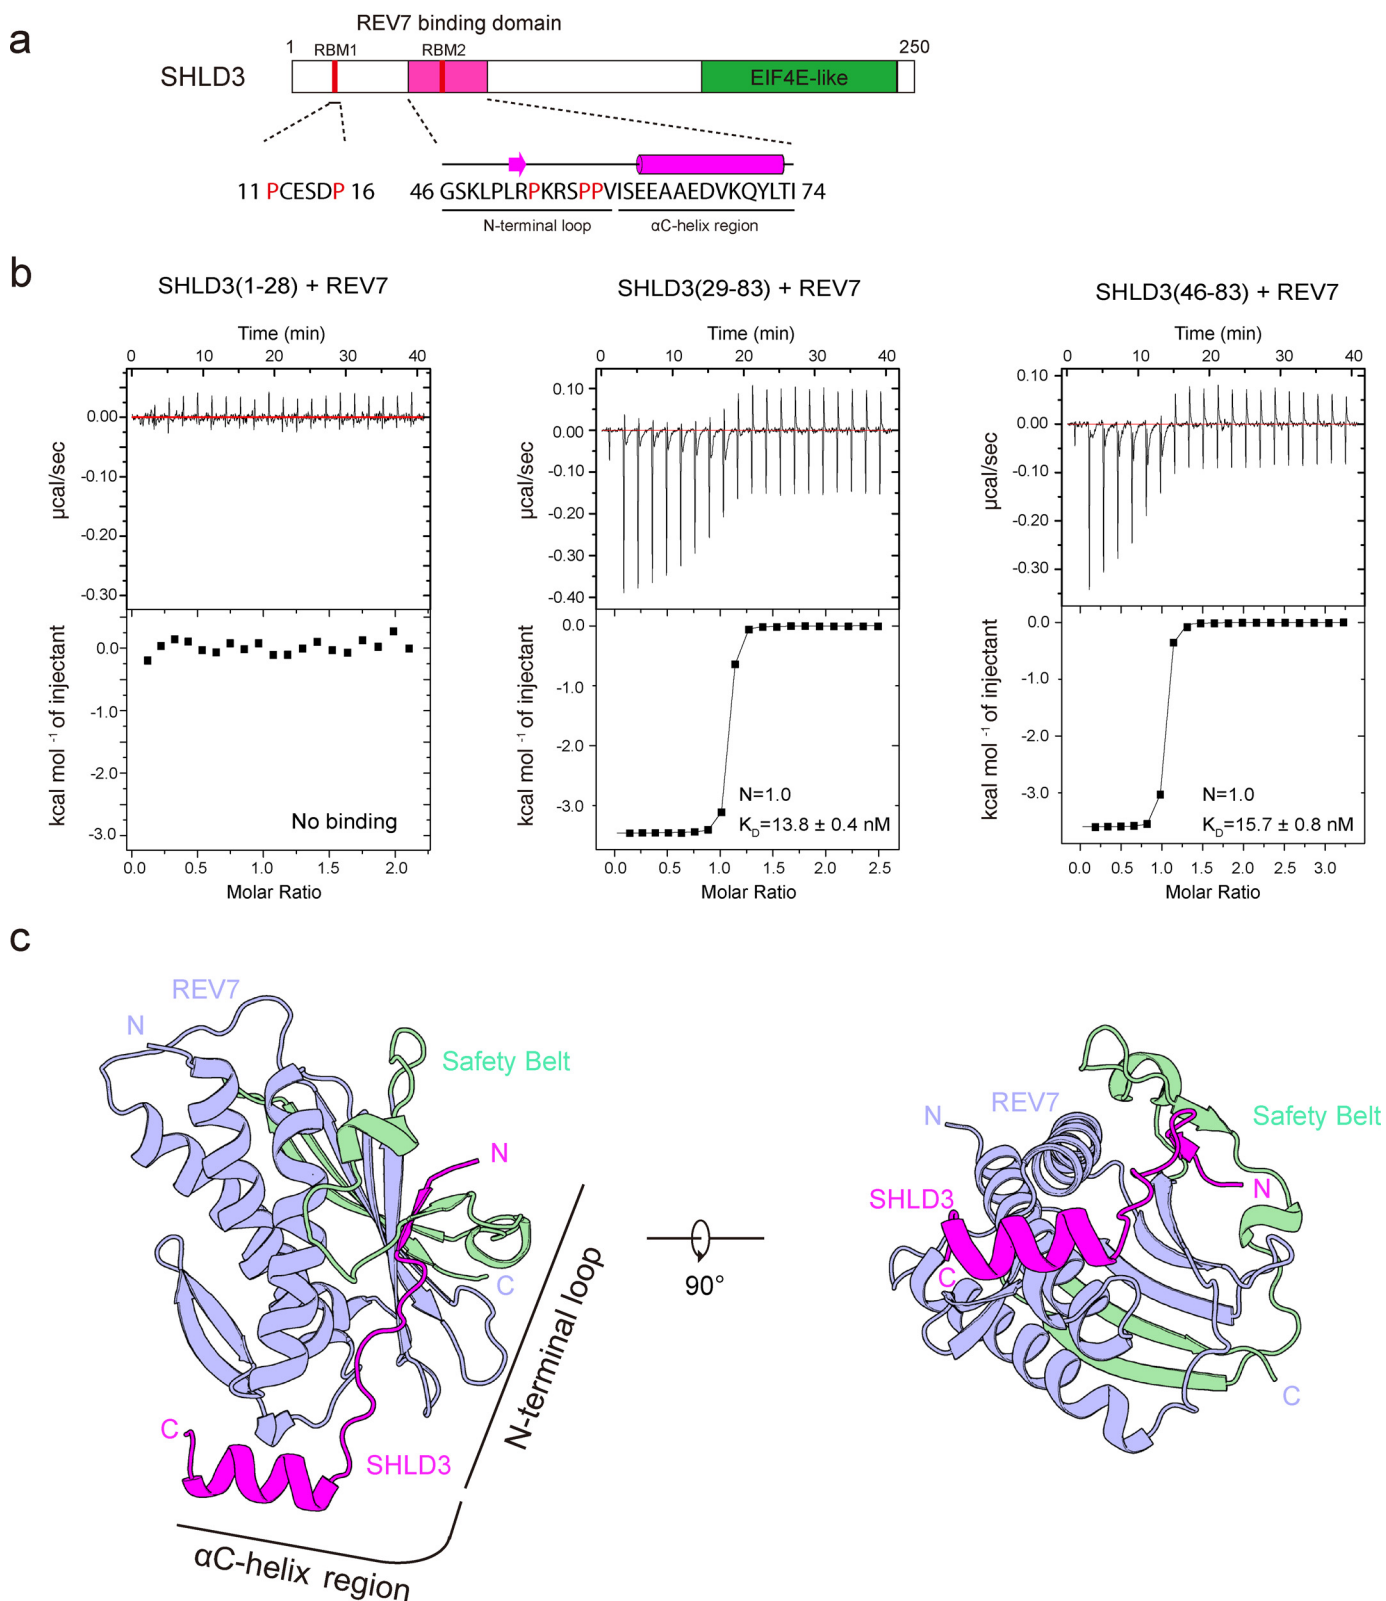 a
REV7 binding domain
1 RBM1 RBM2 250
SHLD3 EIF4E-like
11 PCESDP 16 46 GSKLPLRPKRSPPVISEEAAEDVKQYLTI 74
N-terminal loop αC-helix region
b
SHLD3(1-28) + REV7
Time (min)
0 10 20 30 40
0.00
-0.10
-0.20
-0.30
µcal/sec
0.0
-1.0
-2.0
-3.0
kcal mol -1 of injectant
No binding
0.0 0.5 1.0 1.5 2.0
Molar Ratio
SHLD3(29-83) + REV7
Time (min)
0 10 20 30 40
0.10
0.00
-0.10
-0.20
-0.30
-0.40
µcal/sec
0.0
-1.0
-2.0
-3.0
kcal mol -1 of injectant
N=1.0
KD=13.8 ± 0.4 nM
0.0 0.5 1.0 1.5 2.0 2.5
Molar Ratio
SHLD3(46-83) + REV7
Time (min)
0 10 20 30 40
0.10
0.00
-0.10
-0.20
-0.30
µcal/sec
0.0
-1.0
-2.0
-3.0
kcal mol -1 of injectant
N=1.0
KD=15.7 ± 0.8 nM
0.0 0.5 1.0 1.5 2.0 2.5 3.0
Molar Ratio
c
REV7
N
Safety Belt
N
C
N-terminal loop
C
SHLD3
αC-helix region
90°
N
REV7
Safety Belt
SHLD3
N
C
C